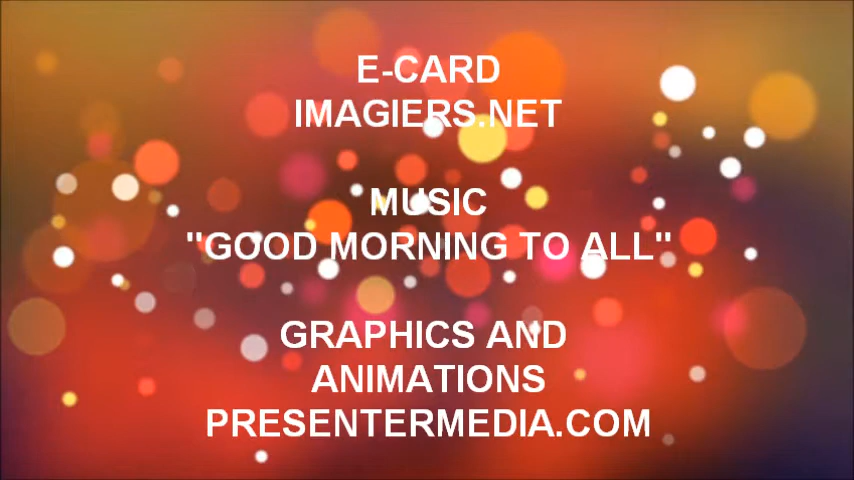 E-CARD
IMAGIERS.NET
MUSIC
"GOOD MORNING TO ALL"
GRAPHICS AND
ANIMATIONS
PRESENTERMEDIA.COM